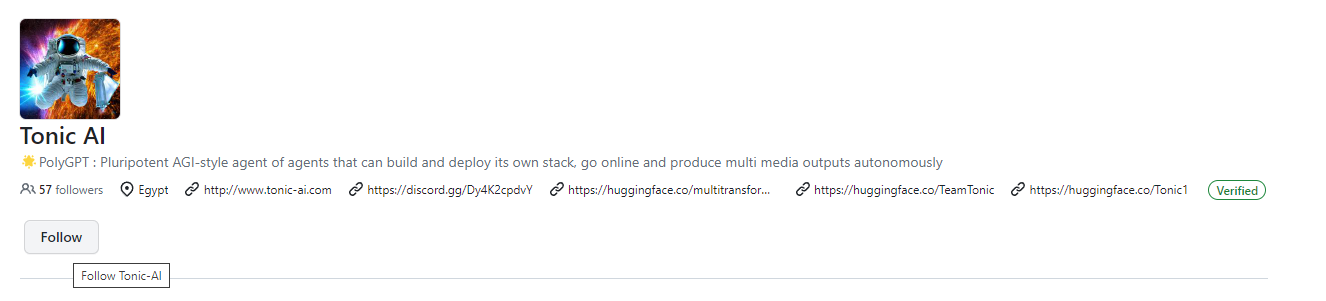 Tonic AI
🌟 PolyGPT : Pluripotent AGI-style agent of agents that can build and deploy its own stack, go online and produce multi media outputs autonomously
57 followers Egypt http://www.tonic-ai.com https://discord.gg/Dy4K2cpdvY https://huggingface.co/multitransfor... https://huggingface.co/TeamTonic https://huggingface.co/Tonic1 Verified
Follow
Follow Tonic-AI